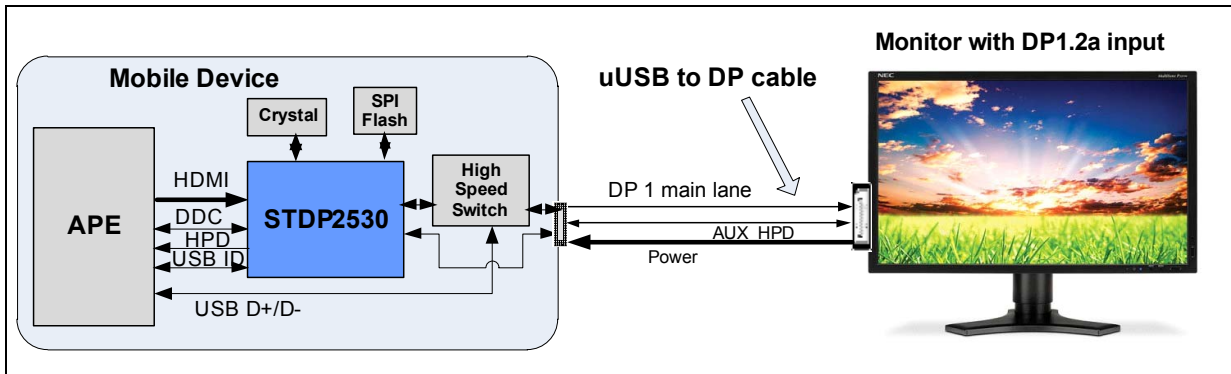 Monitor with DP1.2a input
uUSB to DP cable
Mobile Device
Crystal
SPI
Flash
APE
HDMI
DDC
HPD
USB ID
STDP2530
High
Speed
Switch
USB D+/D-
DP 1 main lane
AUX HPD
Power
NEC